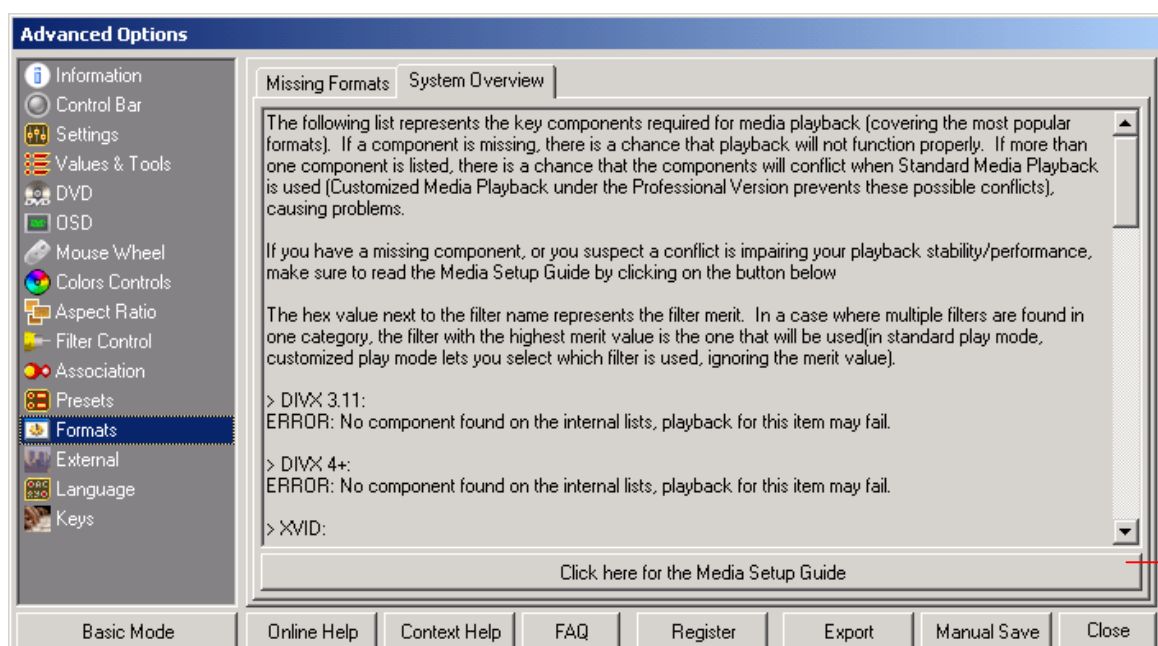 Advanced Options
Information
Control Bar
Settings
Values & Tools
DVD
OSD
Mouse Wheel
Colors Controls
Aspect Ratio
Filter Control
Association
Presets
Formats
External
Language
Keys
Missing Formats
System Overview
The following list represents the key components required for media playback (covering the most popular
formats). If a component is missing, there is a chance that playback will not function properly. If more than
one component is listed, there is a chance that the components will conflict when Standard Media Playback
is used (Customized Media Playback under the Professional Version prevents these possible conflicts),
causing problems.
If you have a missing component, or you suspect a conflict is impairing your playback stability/performance,
make sure to read the Media Setup Guide by clicking on the button below
The hex value next to the filter name represents the filter merit. In a case where multiple filters are found in
one category, the filter with the highest merit value is the one that will be used(in standard play mode,
customized play mode lets you select which filter is used, ignoring the merit value).
> DIVX 3.11:
ERROR: No component found on the internal lists, playback for this item may fail.
> DIVX 4+:
ERROR: No component found on the internal lists, playback for this item may fail.
> XVID:
Click here for the Media Setup Guide
Basic Mode
Online Help
Context Help
FAQ
Register
Export
Manual Save
Close